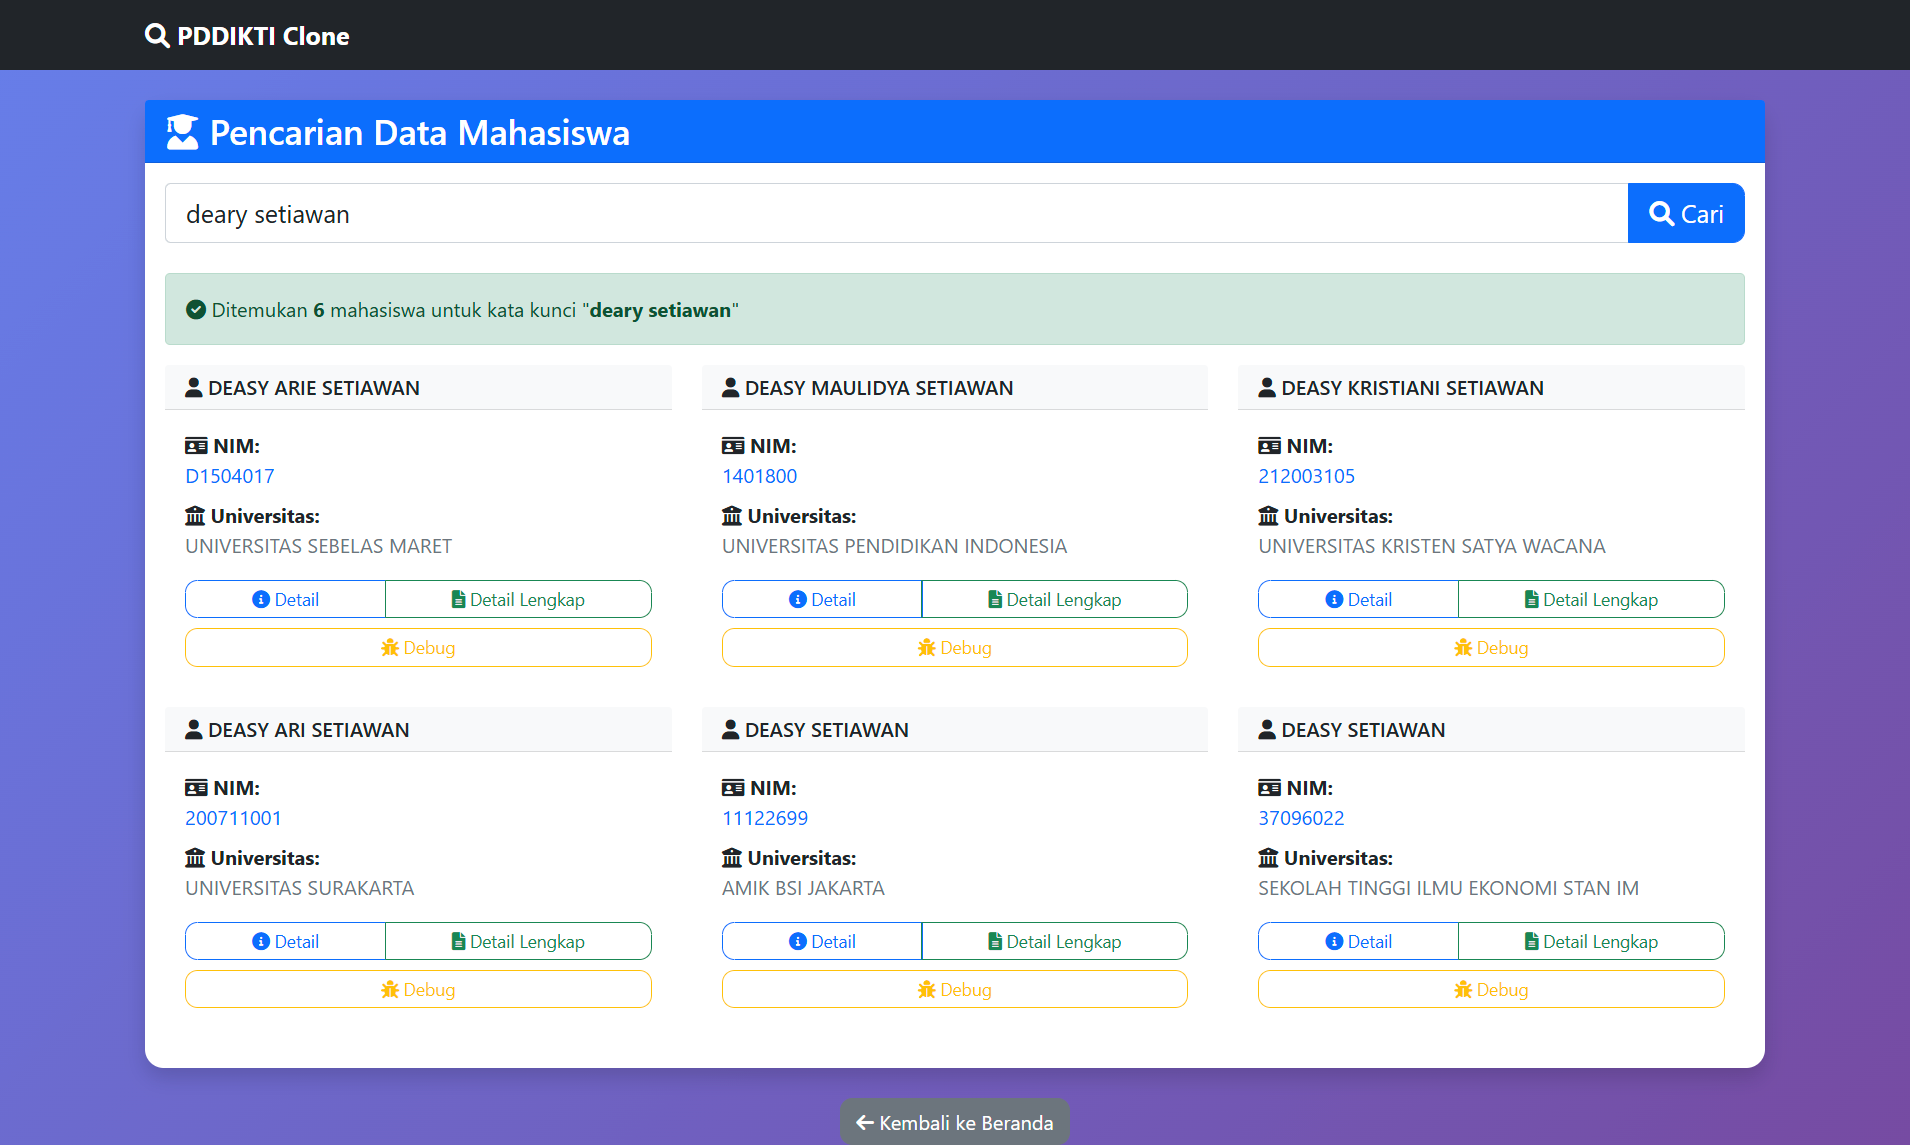 PDDIKTI Clone
Pencarian Data Mahasiswa
deary setiawan
Cari
Ditemukan 6 mahasiswa untuk kata kunci "deary setiawan"
DEASY ARIE SETIAWAN
NIM:
D1504017
Universitas:
UNIVERSITAS SEBELAS MARET
Detail
Detail Lengkap
Debug
DEASY MAULIDYA SETIAWAN
NIM:
1401800
Universitas:
UNIVERSITAS PENDIDIKAN INDONESIA
Detail
Detail Lengkap
Debug
DEASY KRISTIANI SETIAWAN
NIM:
212003105
Universitas:
UNIVERSITAS KRISTEN SATYA WACANA
Detail
Detail Lengkap
Debug
DEASY ARI SETIAWAN
NIM:
200711001
Universitas:
UNIVERSITAS SURAKARTA
Detail
Detail Lengkap
Debug
DEASY SETIAWAN
NIM:
11122699
Universitas:
AMIK BSI JAKARTA
Detail
Detail Lengkap
Debug
DEASY SETIAWAN
NIM:
37096022
Universitas:
SEKOLAH TINGGI ILMU EKONOMI STAN IM
Detail
Detail Lengkap
Debug
Kembali ke Beranda